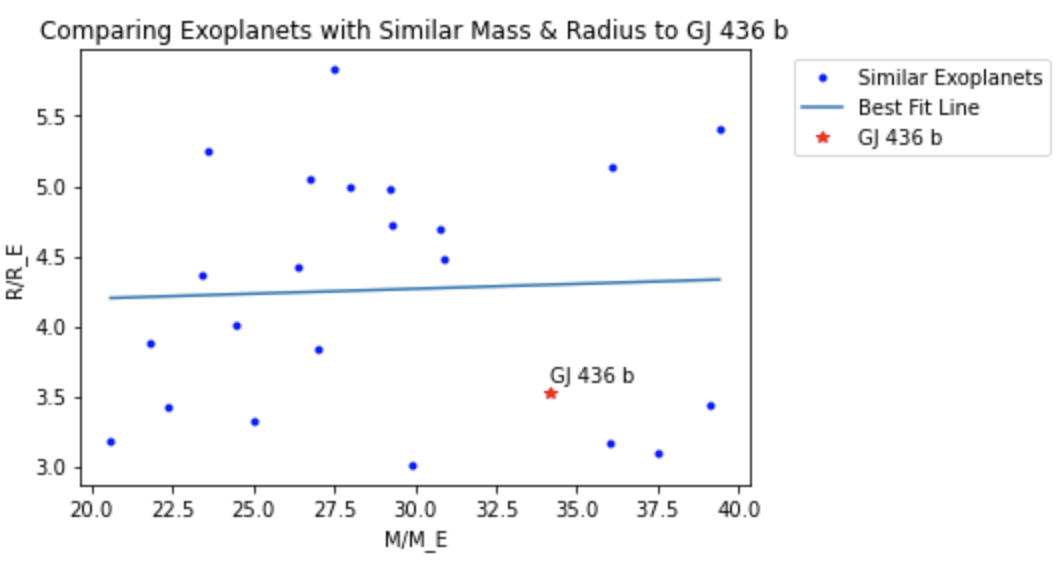 Comparing Exoplanets with Similar Mass & Radius to GJ 436 b
Similar Exoplanets
Best Fit Line
GJ 436 b
5.5
5.0
4.5
4.0
3.5
3.0
R/R_E
GJ 436 b
20.0 22.5 25.0 27.5 30.0 32.5 35.0 37.5 40.0
M/M_E